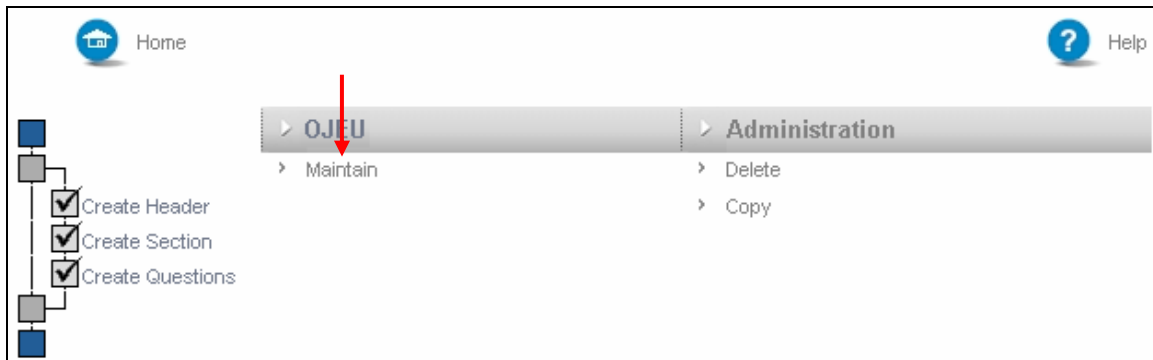 Home
? Help
OJEU
Administration
Maintain
Delete
Copy
Create Header
Create Section
Create Questions